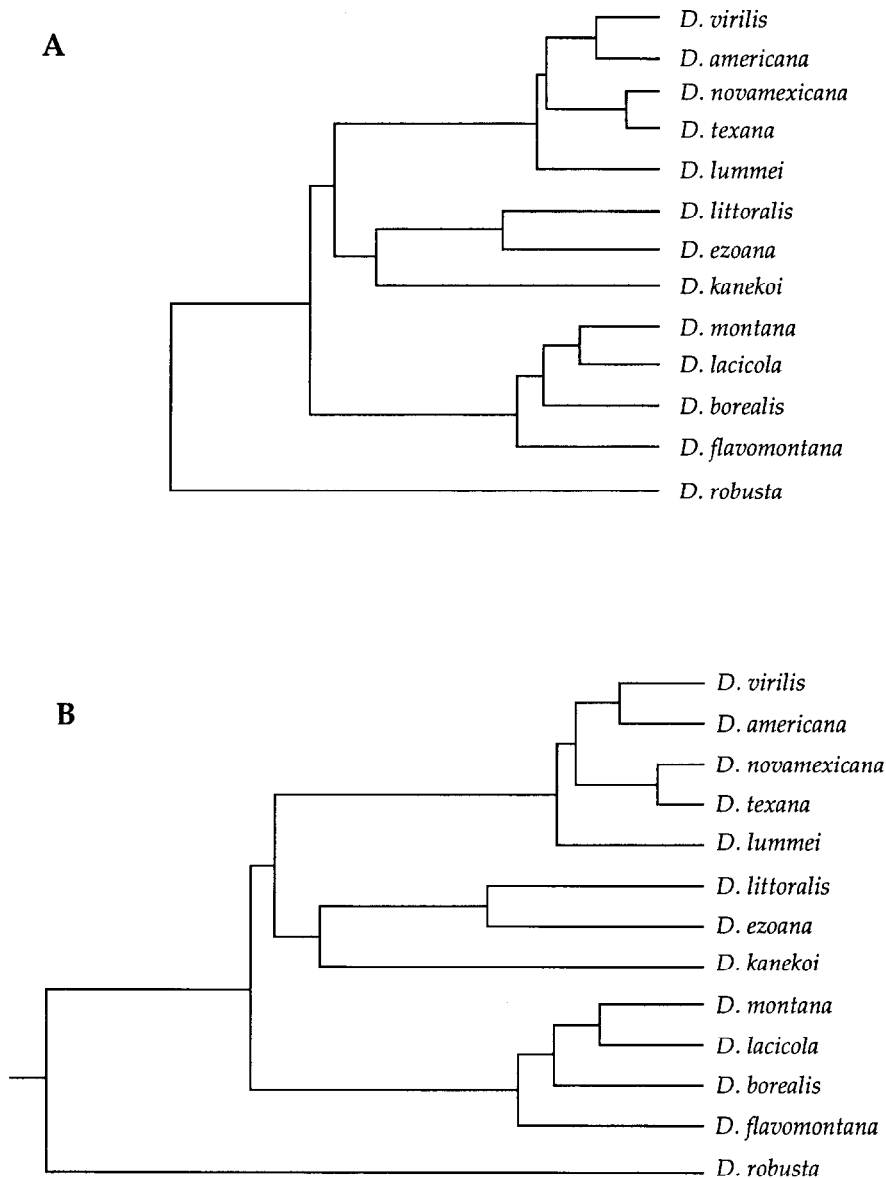 A
D. virilis
D. americana
D. novamexicana
D. texana
D. lummei
D. littoralis
D. ezoana
D. kanekoi
D. montana
D. lacicola
D. borealis
D. flavomontana
D. robusta
B
D. virilis
D. americana
D. novamexicana
D. texana
D. lummei
D. littoralis
D. ezoana
D. kanekoi
D. montana
D. lacicola
D. borealis
D. flavomontana
D. robusta